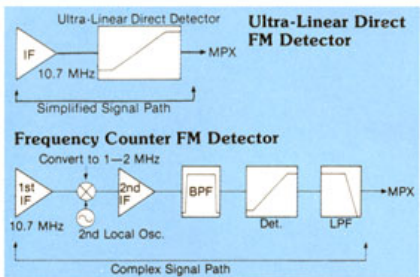 Ultra-Linear Direct Detector
Ultra-Linear Direct
FM Detector
IF
10.7 MHz
MPX
Simplified Signal Path
Frequency Counter FM Detector
Convert to 1—2 MHz
1st
IF
2nd
IF
BPF
MPX
10.7 MHz
2nd Local Osc.
Det.
LPF
Complex Signal Path